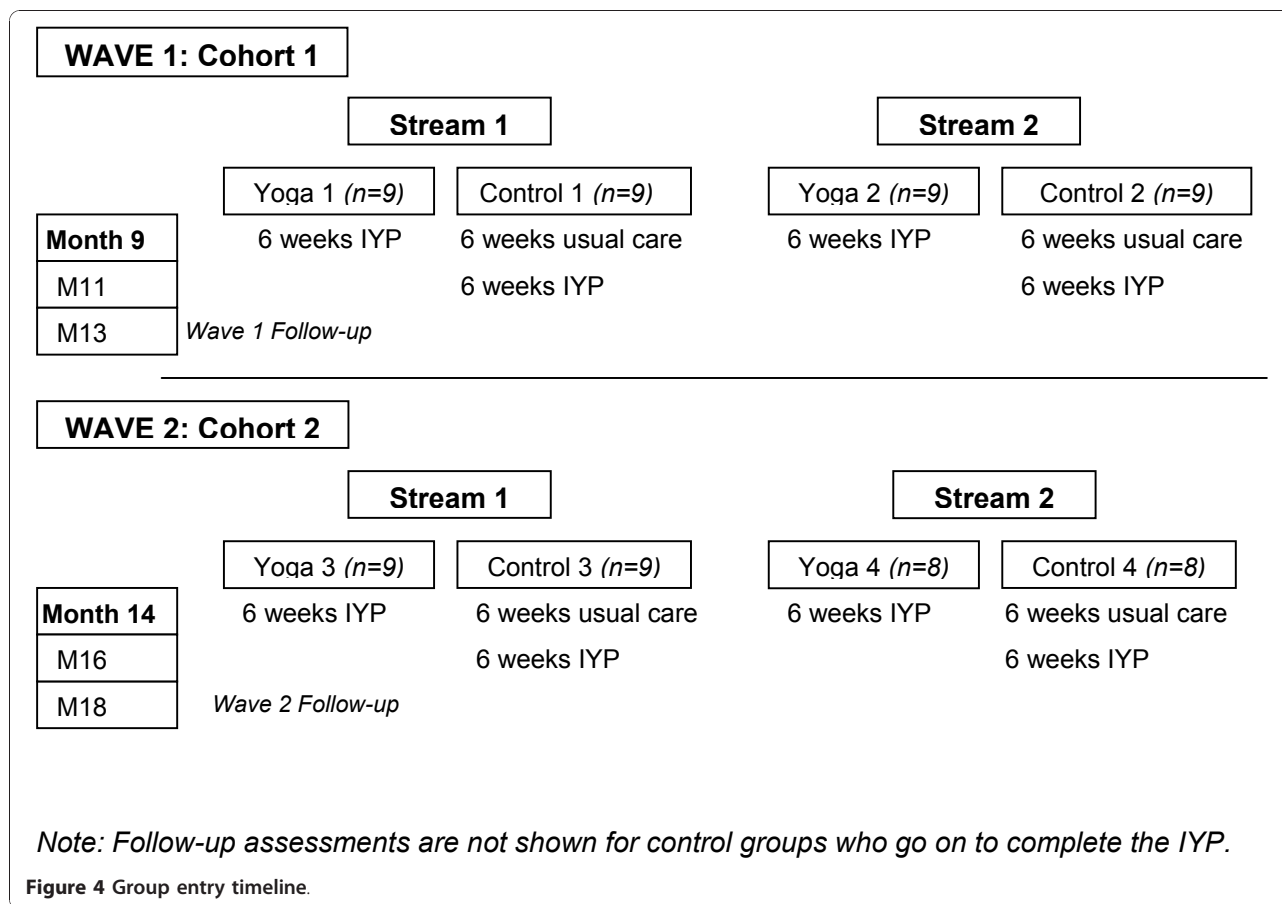 WAVE 1: Cohort 1
Stream 1 Stream 2
Yoga 1 (n=9) Control 1 (n=9) Yoga 2 (n=9) Control 2 (n=9)
Month 9 6 weeks IYP 6 weeks usual care 6 weeks IYP 6 weeks usual care
M11 6 weeks IYP 6 weeks IYP
M13 Wave 1 Follow-up
WAVE 2: Cohort 2
Stream 1 Stream 2
Yoga 3 (n=9) Control 3 (n=9) Yoga 4 (n=8) Control 4 (n=8)
Month 14 6 weeks IYP 6 weeks usual care 6 weeks IYP 6 weeks usual care
M16 6 weeks IYP 6 weeks IYP
M18 Wave 2 Follow-up
Note: Follow-up assessments are not shown for control groups who go on to complete the IYP.
Figure 4 Group entry timeline.